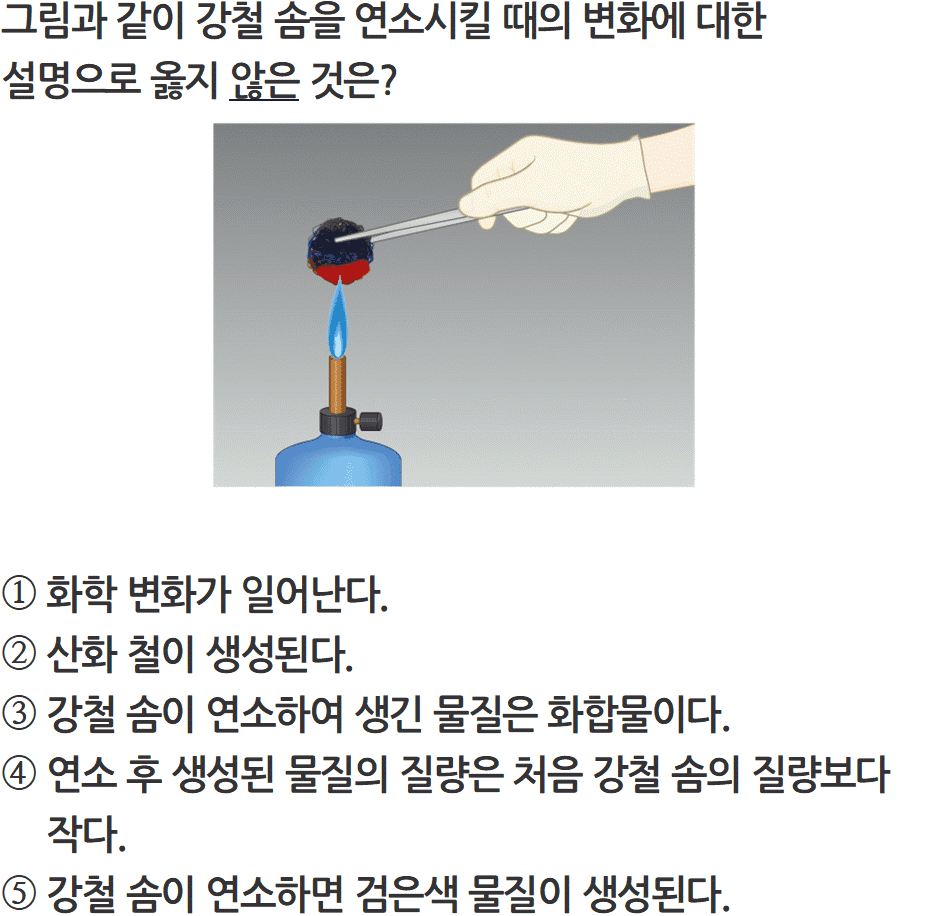 그림과 같이 강철 솜을 연소시킬 때의 변화에 대한
설명으로 옳지 않은 것은?
① 화학 변화가 일어난다.
② 산화 철이 생성된다.
③ 강철 솜이 연소하여 생긴 물질은 화합물이다.
④ 연소 후 생성된 물질의 질량은 처음 강철 솜의 질량보다
작다.
⑤ 강철 솜이 연소하면 검은색 물질이 생성된다.